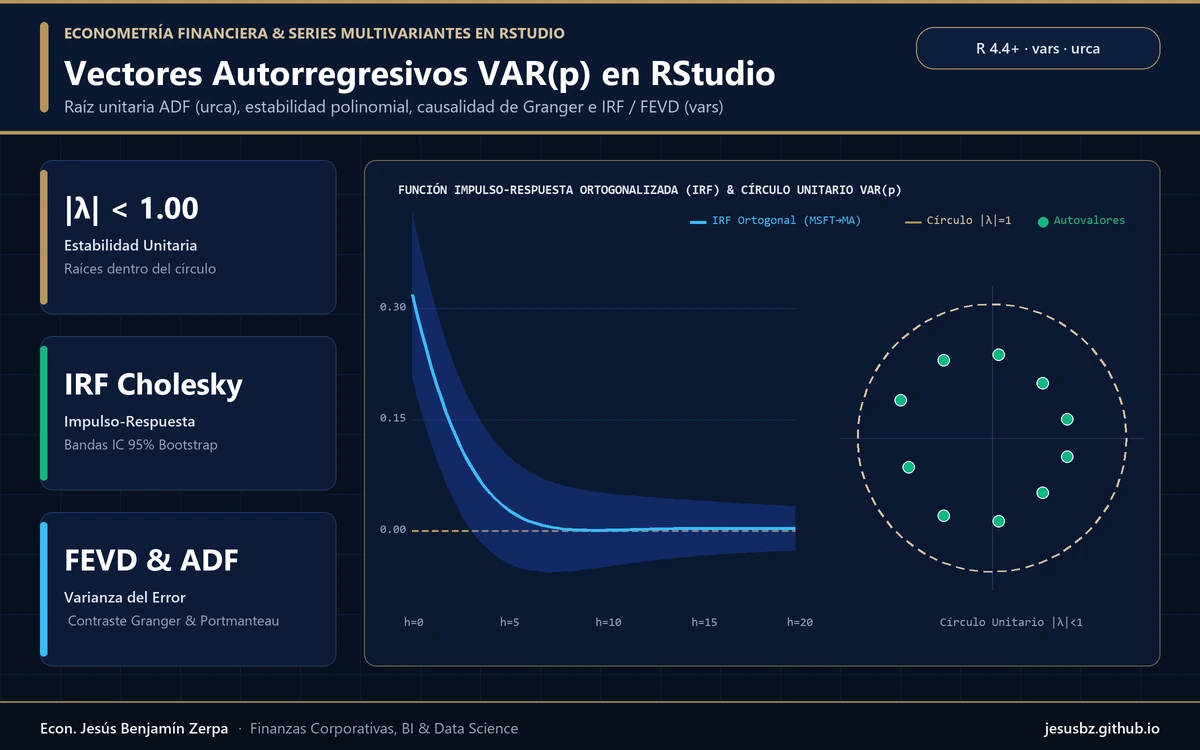 ECONOMETRÍA FINANCIERA & SERIES MULTIVARIANTES EN RSTUDIO
Vectores Autorregresivos VAR(p) en RStudio
Raíz unitaria ADF (urca), estabilidad polinomial, causalidad de Granger e IRF / FEVD (vars)
R 4.4+ · vars · urca
|λ| < 1.00
Estabilidad Unitaria
Raíces dentro del círculo
IRF Cholesky
Impulso-Respuesta
Bandas IC 95% Bootstrap
FEVD & ADF
Varianza del Error
Contraste Granger & Portmanteau
FUNCIÓN IMPULSO-RESPUESTA ORTOGONALIZADA (IRF) & CÍRCULO UNITARIO VAR(p)
IRF Ortogonal (MSFT→MA)
Círculo |λ|=1
Autovalores
0.30
0.15
0.00
h=0
h=5
h=10
h=15
h=20
Círculo Unitario |λ|<1
Econ. Jesús Benjamín Zerpa · Finanzas Corporativas, BI & Data Science
jesusbz.github.io